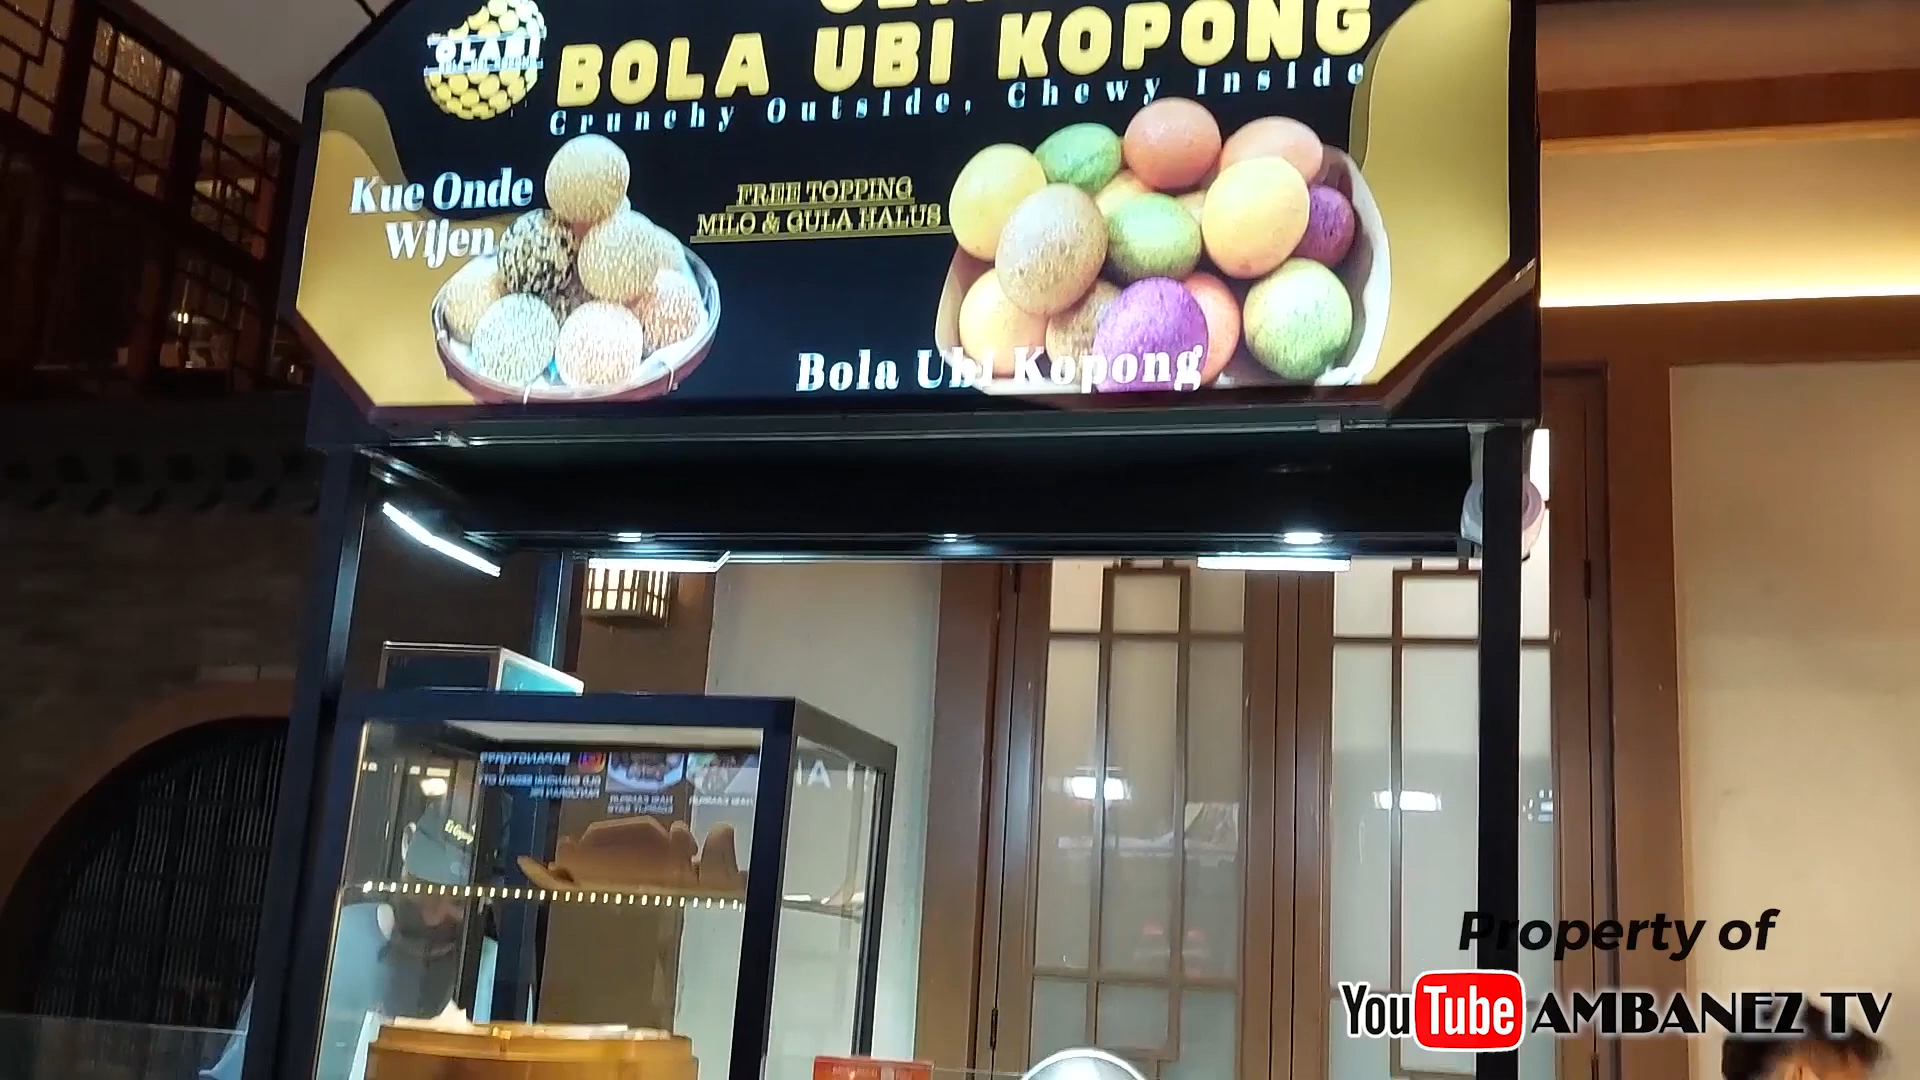 OLABI
BOLA UBI KOPONG
Crunchy Outside, Chewy Inside
Kue Onde
Wijen
FREE TOPPING
MILO & GULA HALUS
Bola Ubi Kopong
Property of
YouTube AMBANEZ TV